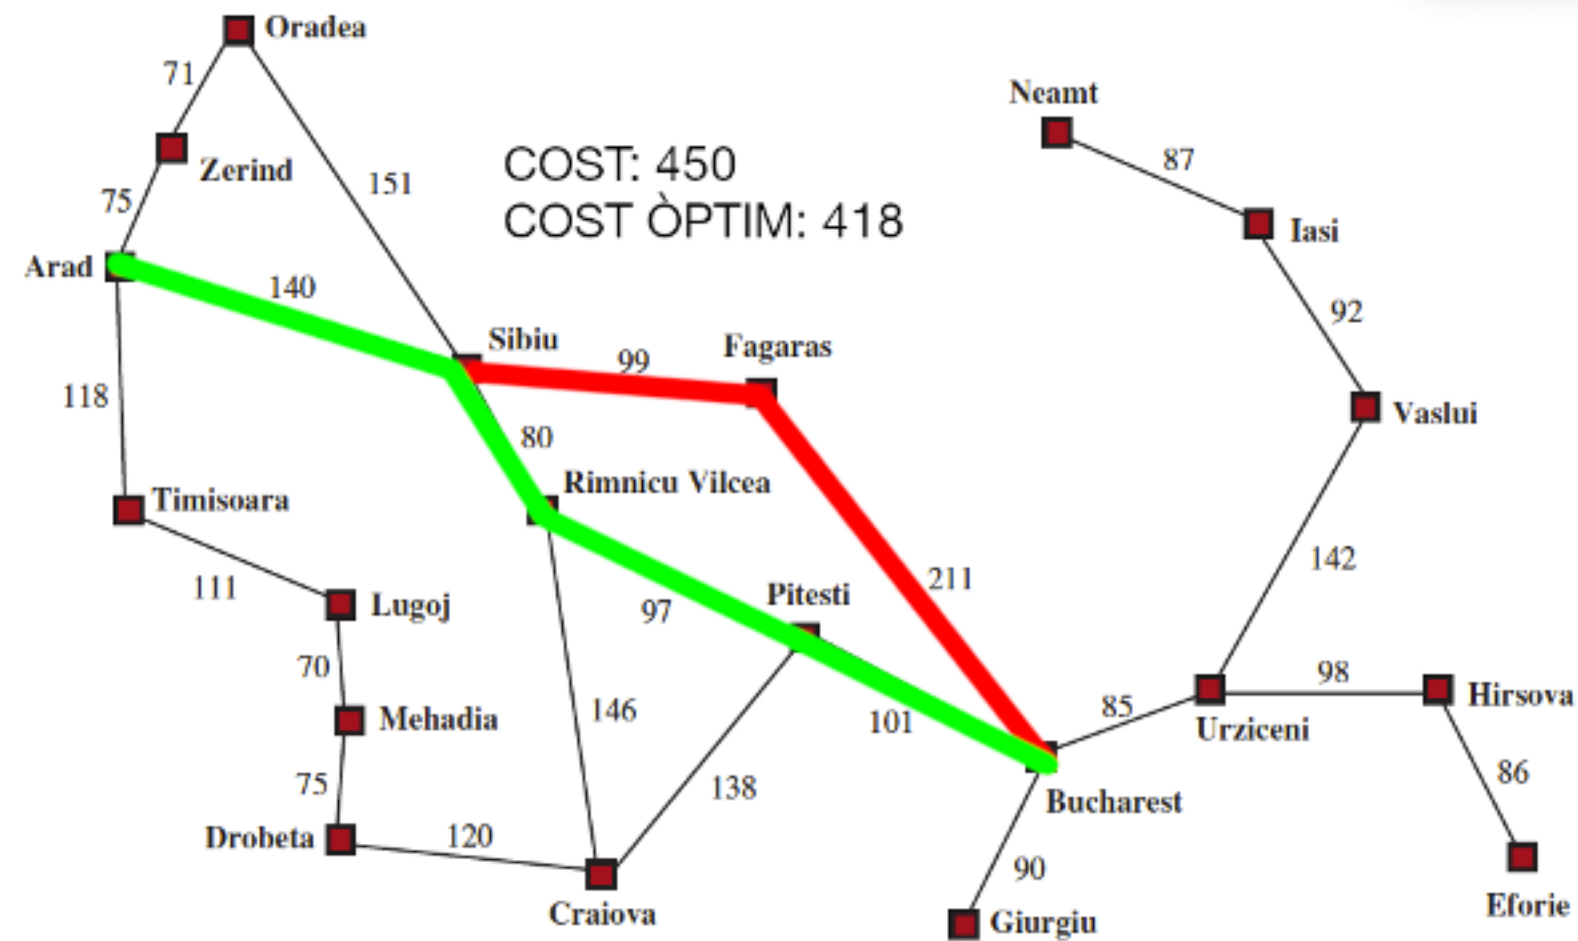 Oradea
71
Neamt
87
Zerind
COST: 450
151
75
COST ÒPTIM: 418
Iasi
Arad
140
92
Sibiu
99
Fagaras
118
Vaslui
80
Rimnicu Vilcea
Timisoara
142
211
111
Lugoj
97
Pitesti
70
98
Hirsova
Mehadia
146
101
85
Urziceni
75
138
86
Bucharest
Drobeta
120
90
Craiova
Giurgiu
Eforie